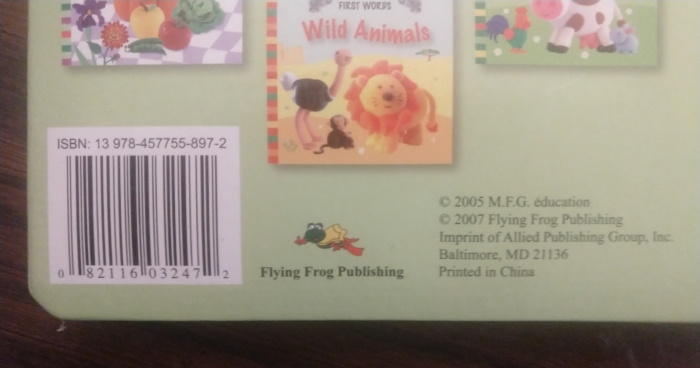 FIRST WORDS
Wild Animals
ISBN: 13 978-457755-897-2
0 82116 03247 2
Flying Frog Publishing
© 2005 M.F.G. éducation
© 2007 Flying Frog Publishing
Imprint of Allied Publishing Group, Inc.
Baltimore, MD 21136
Printed in China